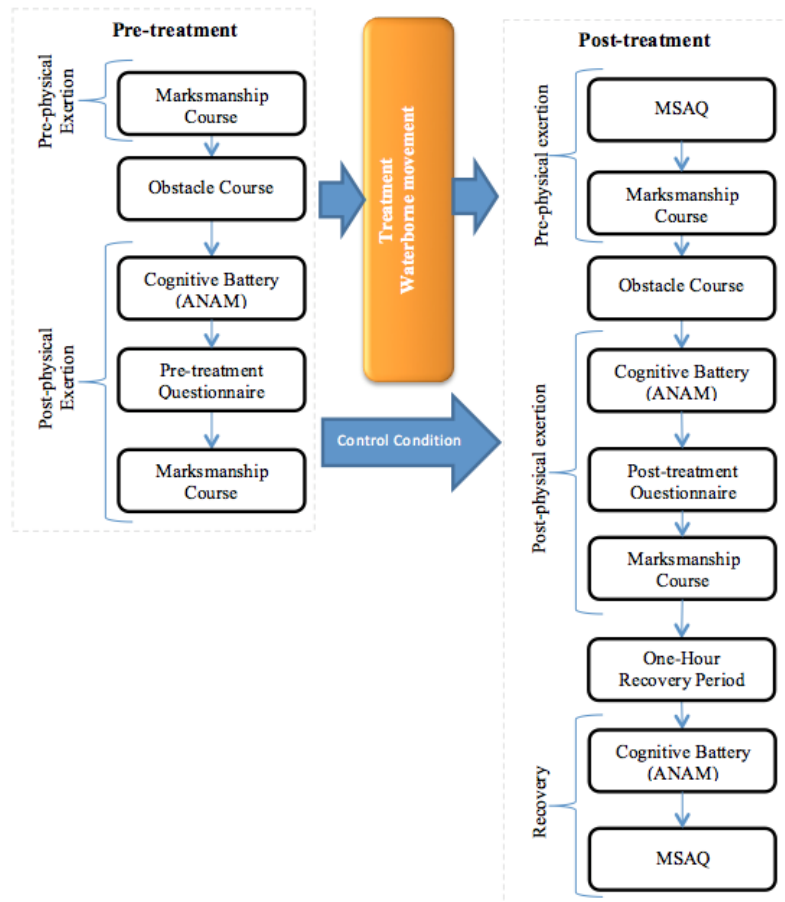 Pre-treatment
Pre-physical
Exertion
Marksmanship
Course
Obstacle Course
Post-physical
Exertion
Cognitive Battery
(ANAM)
Pre-treatment
Questionnaire
Marksmanship
Course
Treatment
Waterborne movement
Control Condition
Post-treatment
Pre-physical exertion
MSAQ
Marksmanship
Course
Obstacle Course
Post-physical exertion
Cognitive Battery
(ANAM)
Post-treatment
Questionnaire
Marksmanship
Course
One-Hour
Recovery Period
Recovery
Cognitive Battery
(ANAM)
MSAQ